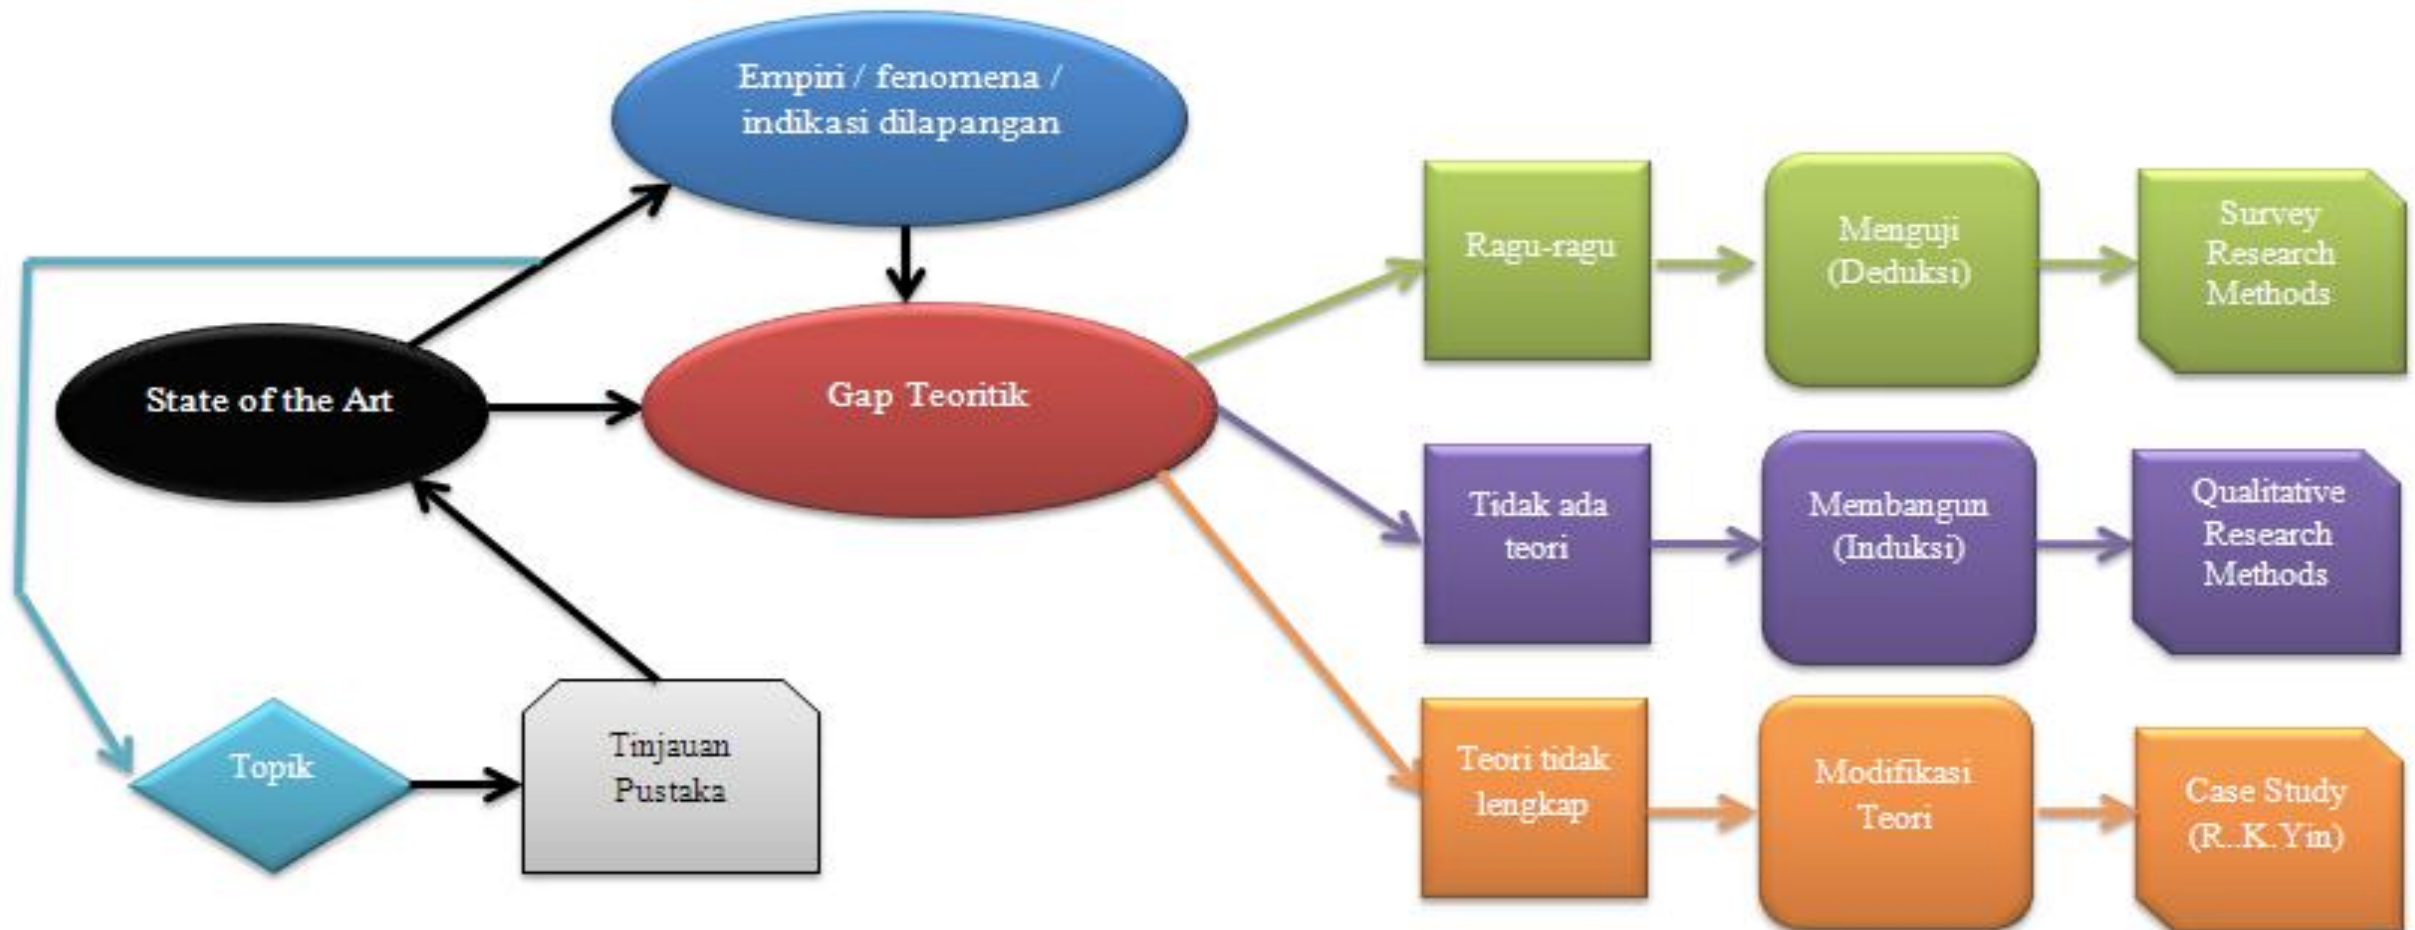 Empiri / fenomena /
indikasi dilapangan
State of the Art
Gap Teoritik
Topik
Tinjauan
Pustaka
Ragu-ragu
Menguji
(Deduksi)
Survey
Research
Methods
Tidak ada
teori
Membangun
(Induksi)
Qualitative
Research
Methods
Teori tidak
lengkap
Modifikasi
Teori
Case Study
(R..K.Yin)